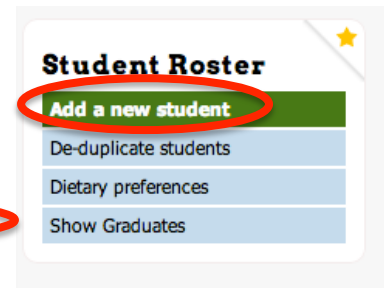 Student Roster
Add a new student
De-duplicate students
Dietary preferences
Show Graduates